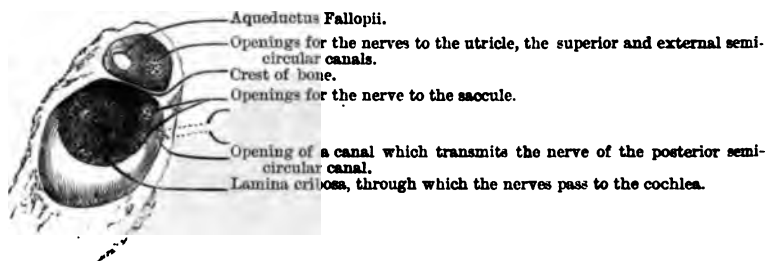 Aqueductus Fallopii.
Openings for the nerves to the utricle, the superior and external semi-
circular canals.
Crest of bone.
Openings for the nerve to the saccule.
Opening of a canal which transmits the nerve of the posterior semi-
circular canal.
Lamina cribosa, through which the nerves pass to the cochlea.